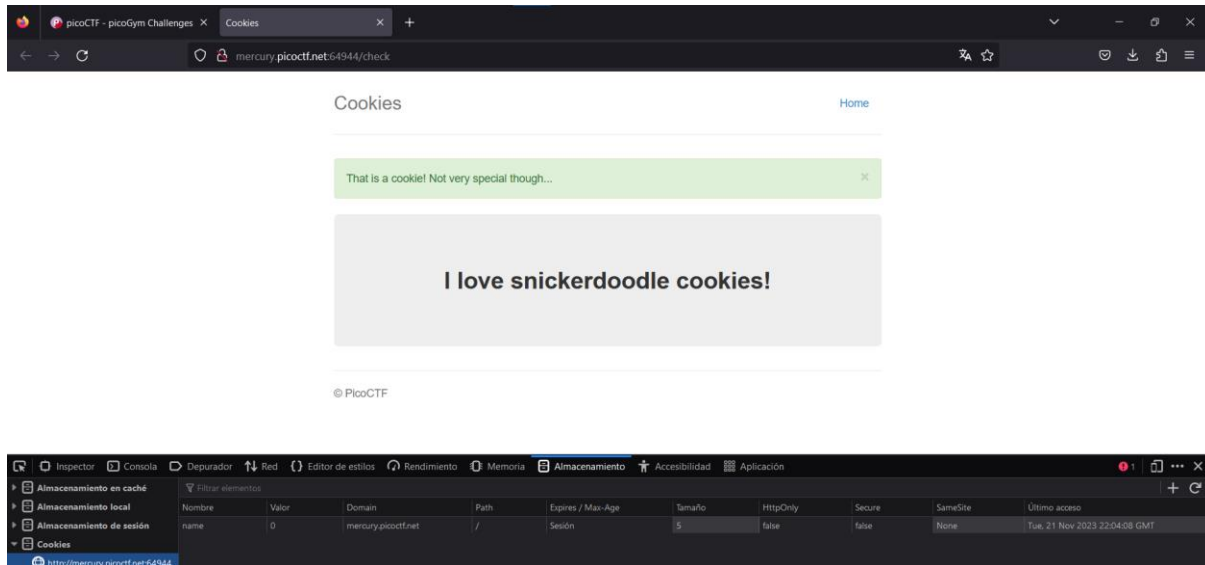 picoCTF - picoGym Challenges
Cookies
mercury.picoctf.net:64944/check
Cookies
Home
That is a cookie! Not very special though...
×
I love snickerdoodle cookies!
© PicoCTF
Inspector Consola Depurador Red Editor de estilos Rendimiento Memoria Almacenamiento Accesibilidad Aplicación 1
Almacenamiento en caché
Filtrar elementos
Almacenamiento local
Nombre Valor Domain Path Expires / Max-Age Tamaño HttpOnly Secure SameSite Último acceso
Almacenamiento de sesión
name 0 mercury.picoctf.net / Sesión 5 false false None Tue, 21 Nov 2023 22:04:08 GMT
Cookies
http://mercury.picoctf.net:64944